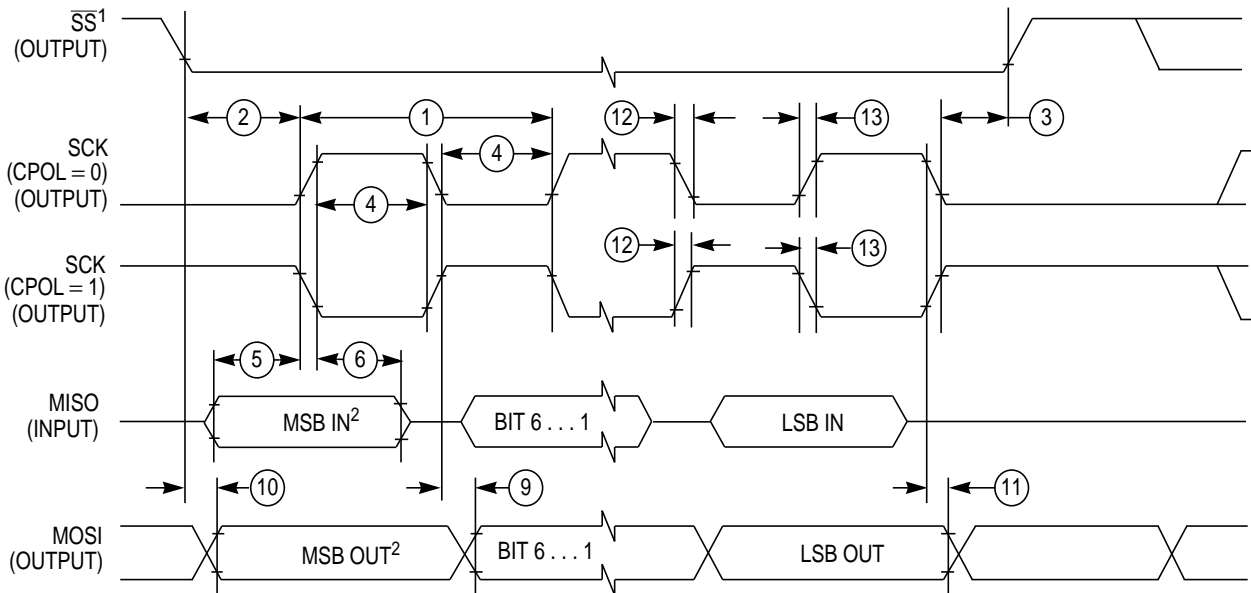 SS¹
(OUTPUT)
2
1
12
13
3
SCK
(CPOL = 0)
(OUTPUT)
4
4
SCK
(CPOL = 1)
(OUTPUT)
12
13
5
6
MISO
(INPUT)
MSB IN²
BIT 6 . . . 1
LSB IN
10
9
11
MOSI
(OUTPUT)
MSB OUT²
BIT 6 . . . 1
LSB OUT